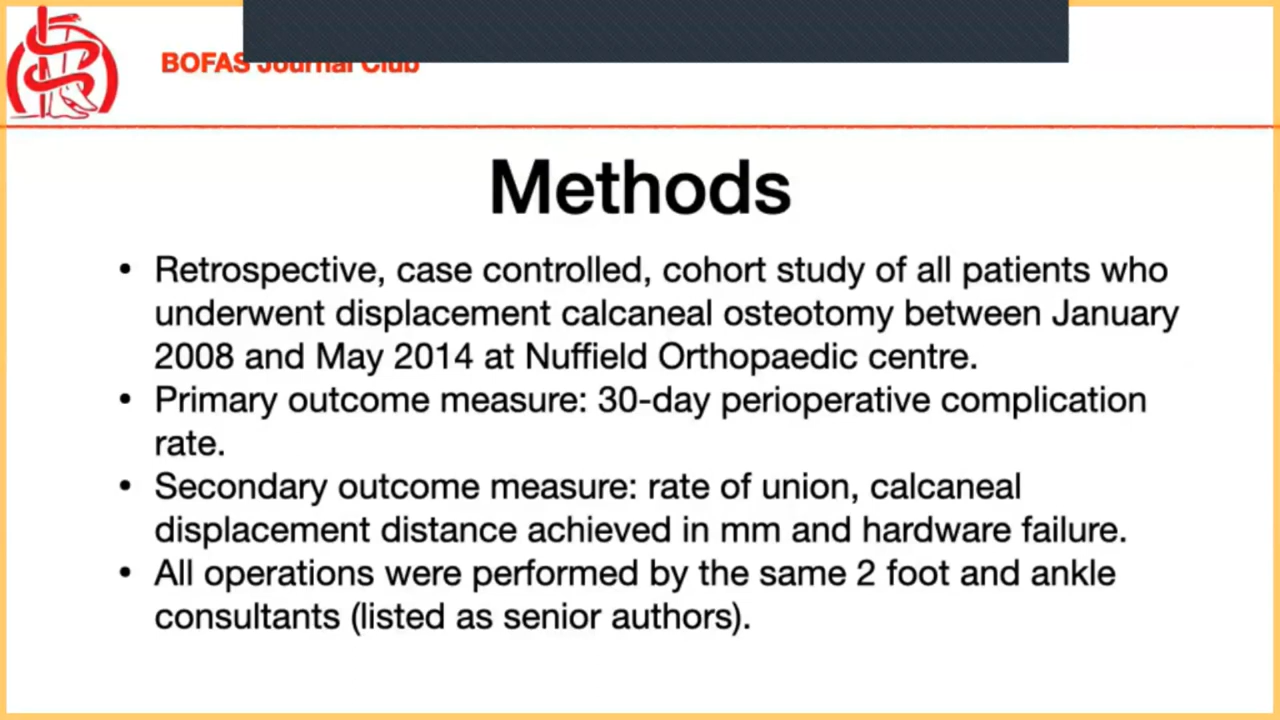 BOFAS Journal Club
Methods
• Retrospective, case controlled, cohort study of all patients who
underwent displacement calcaneal osteotomy between January
2008 and May 2014 at Nuffield Orthopaedic centre.
• Primary outcome measure: 30-day perioperative complication
rate.
• Secondary outcome measure: rate of union, calcaneal
displacement distance achieved in mm and hardware failure.
• All operations were performed by the same 2 foot and ankle
consultants (listed as senior authors).